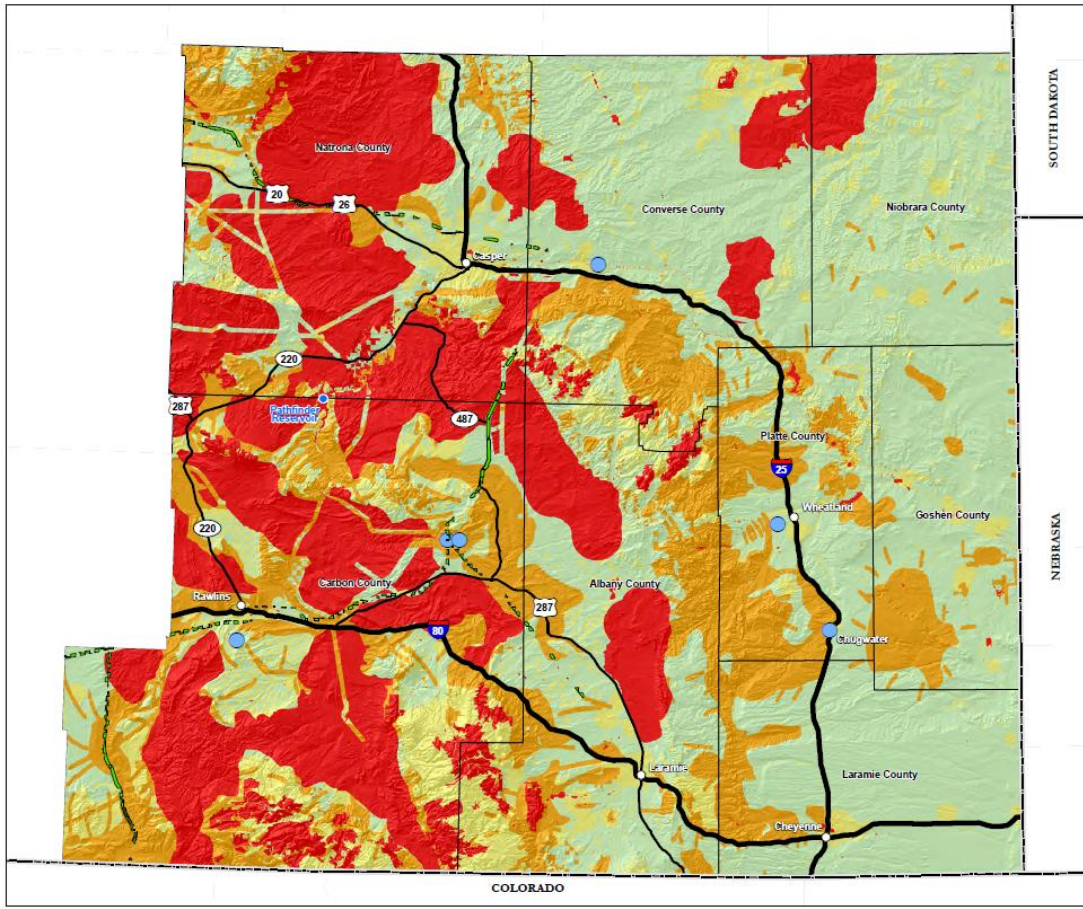 SOUTH DAKOTA
Natrona County
20
26
Converse County
Niobrara County
Casper
220
287
Pathfinder
Reservoir
487
Platte County
25
Wheatland
Goshen County
NEBRASKA
220
Carbon County
Albany County
Rawlins
287
80
Chugwater
Laramie
Laramie County
Cheyenne
COLORADO